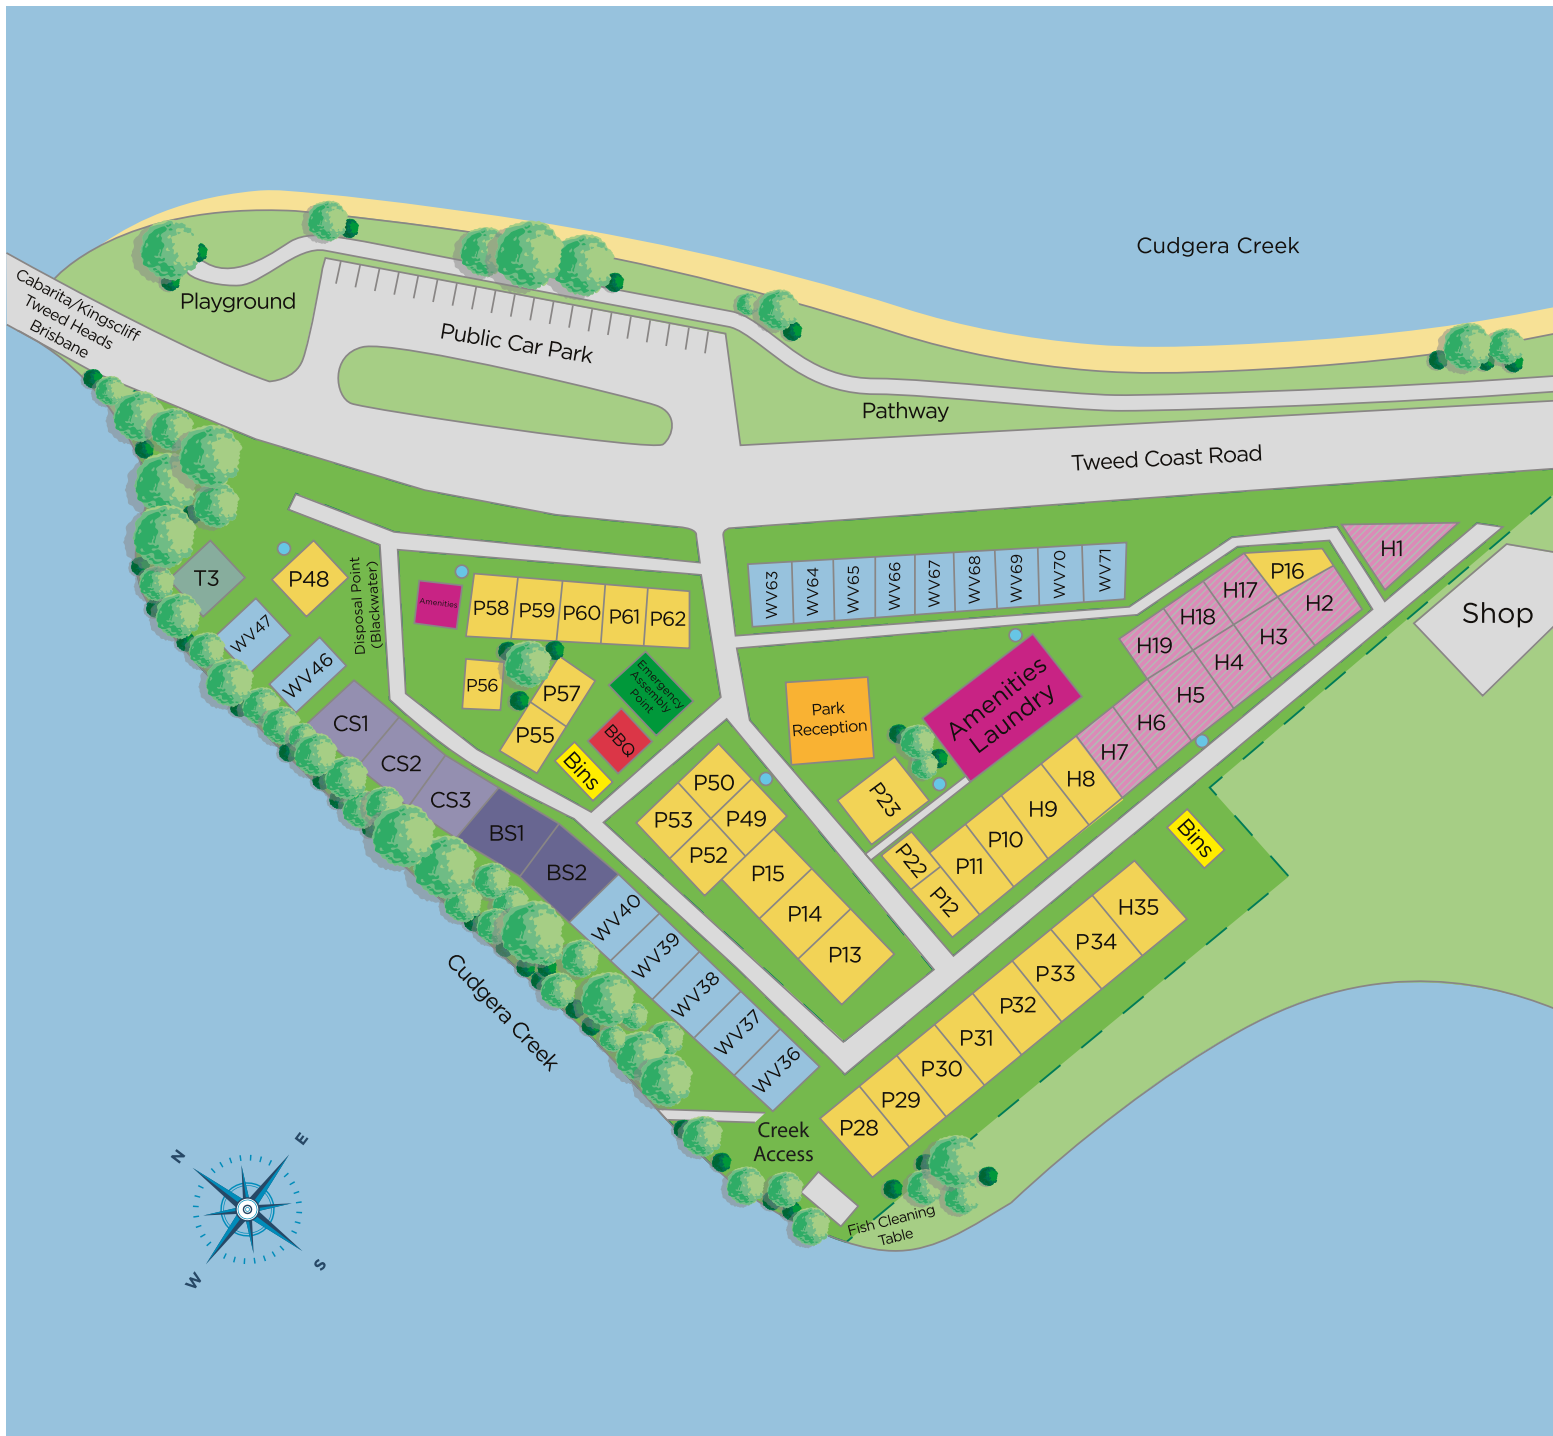 Cudgera Creek
Playground
Cabarita/Kingscliff
Tweed Heads
Brisbane
Public Car Park
Pathway
Tweed Coast Road
H1
Shop
T3
P48
Disposal Point
(Blackwater)
WV47
WV46
Amenities
P58
P59
P60
P61
P62
P56
P57
P55
Emergency
Assembly
Point
BBQ
Bins
WV63
WV64
WV65
WV66
WV67
WV68
WV69
WV70
WV71
P16
H17
H2
H18
H3
H19
H4
H5
H6
H7
H8
H9
P10
P11
P22
P12
Amenities
Laundry
Park
Reception
P23
CS1
CS2
CS3
BS1
BS2
P50
P53
P49
P52
P15
P14
P13
Bins
WV40
WV39
WV38
WV37
WV36
H35
P34
P33
P32
P31
P30
P29
P28
Cudgera Creek
Creek
Access
Fish Cleaning
Table
N
E
W
S